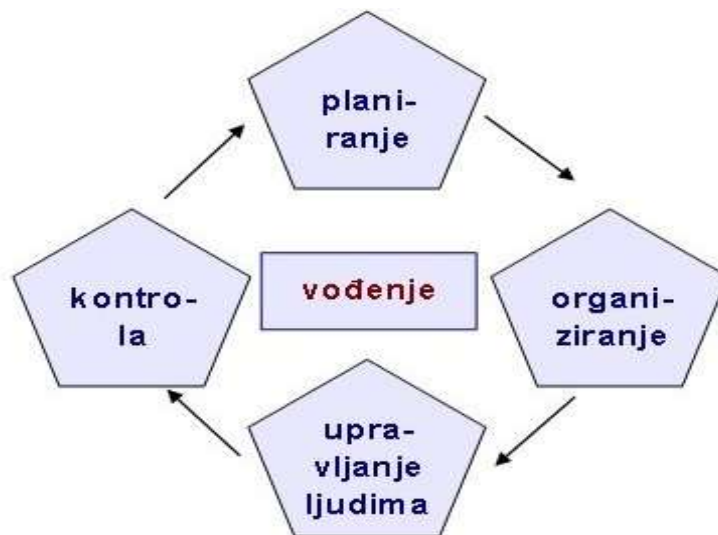 plani-
ranje
kontro-
la
vođenje
organi-
ziranje
upra-
vljanje
ljudima